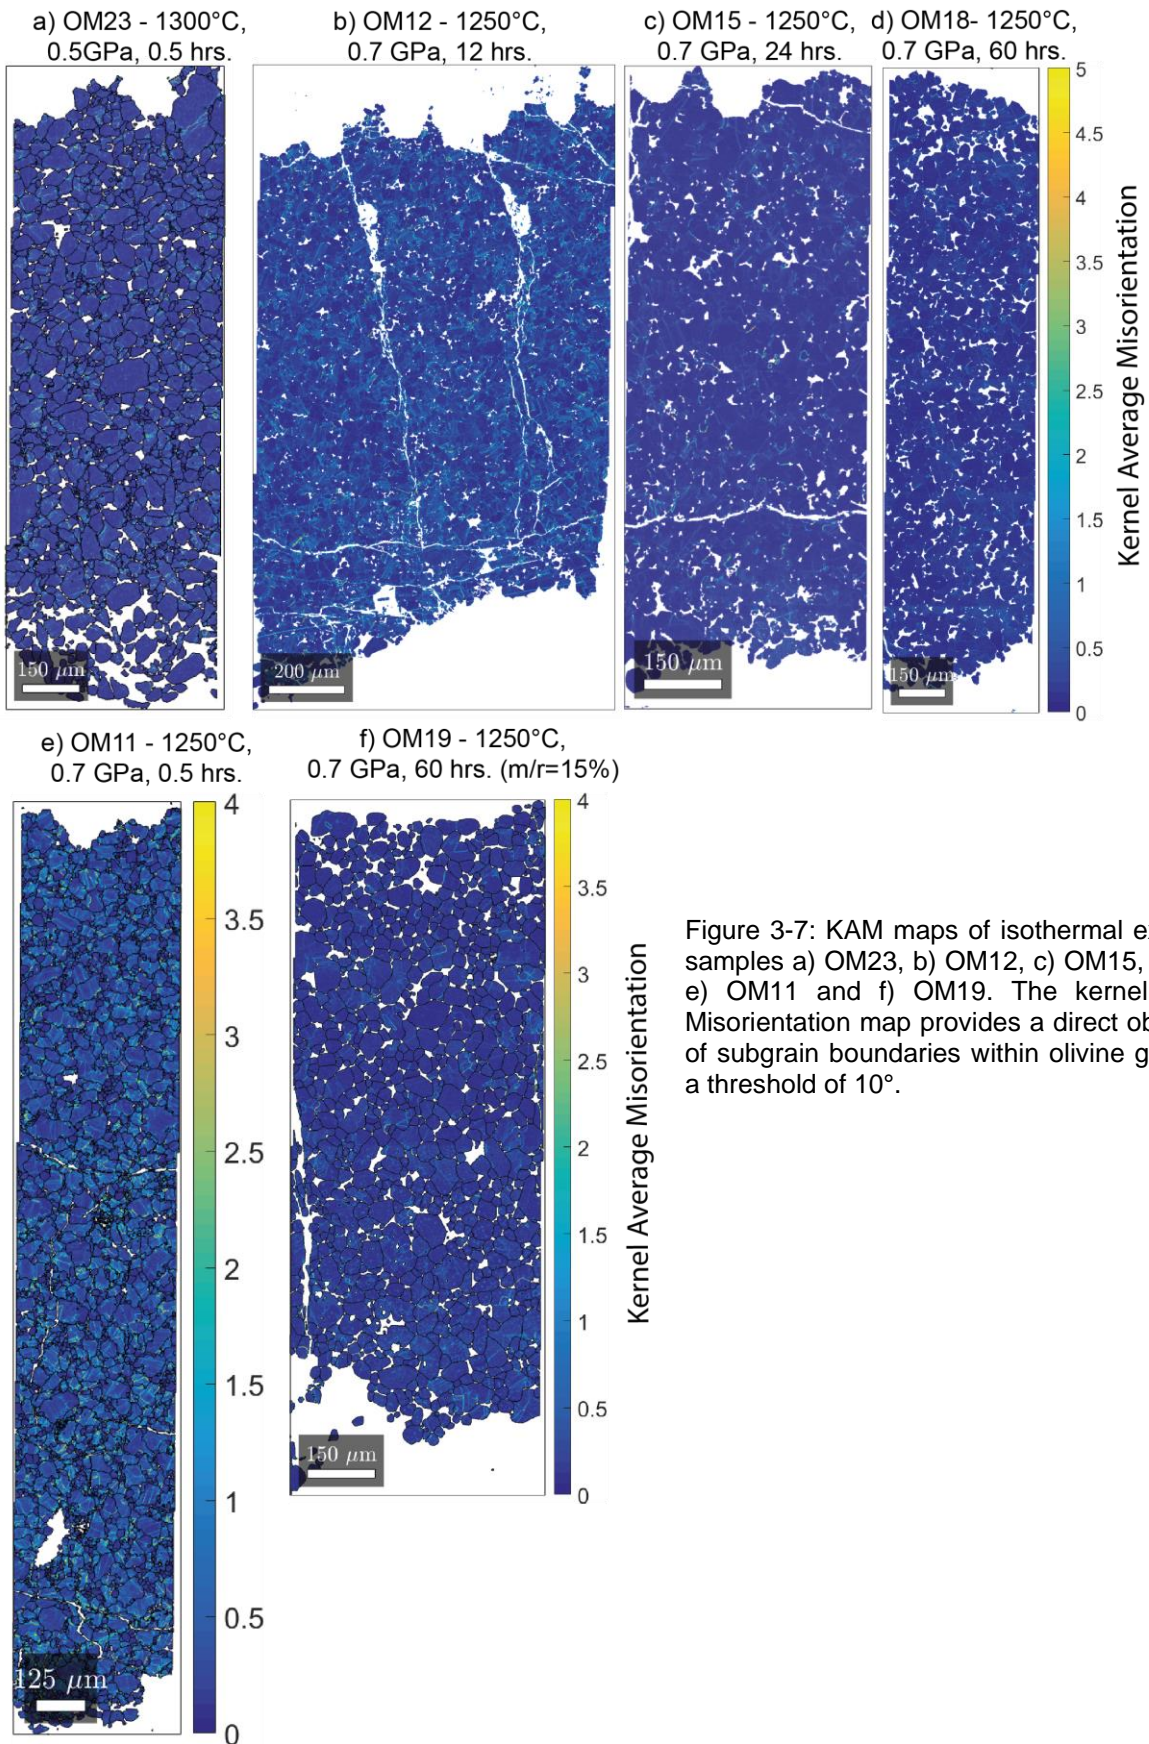 a) OM23 - 1300°C,
0.5GPa, 0.5 hrs.
b) OM12 - 1250°C,
0.7 GPa, 12 hrs.
c) OM15 - 1250°C,
0.7 GPa, 24 hrs.
d) OM18- 1250°C,
0.7 GPa, 60 hrs.
150 μm
200 μm
150 μm
150 μm
5
4.5
4
3.5
3
2.5
2
1.5
1
0.5
0
Kernel Average Misorientation
e) OM11 - 1250°C,
0.7 GPa, 0.5 hrs.
125 μm
4
3.5
3
2.5
2
1.5
1
0.5
0
f) OM19 - 1250°C,
0.7 GPa, 60 hrs. (m/r=15%)
150 μm
4
3.5
3
2.5
2
1.5
1
0.5
0
Kernel Average Misorientation
Figure 3-7: KAM maps of isothermal
samples a) OM23, b) OM12, c) OM15,
e) OM11 and f) OM19. The kernel
Misorientation map provides a direct
of subgrain boundaries within olivine
a threshold of 10°.